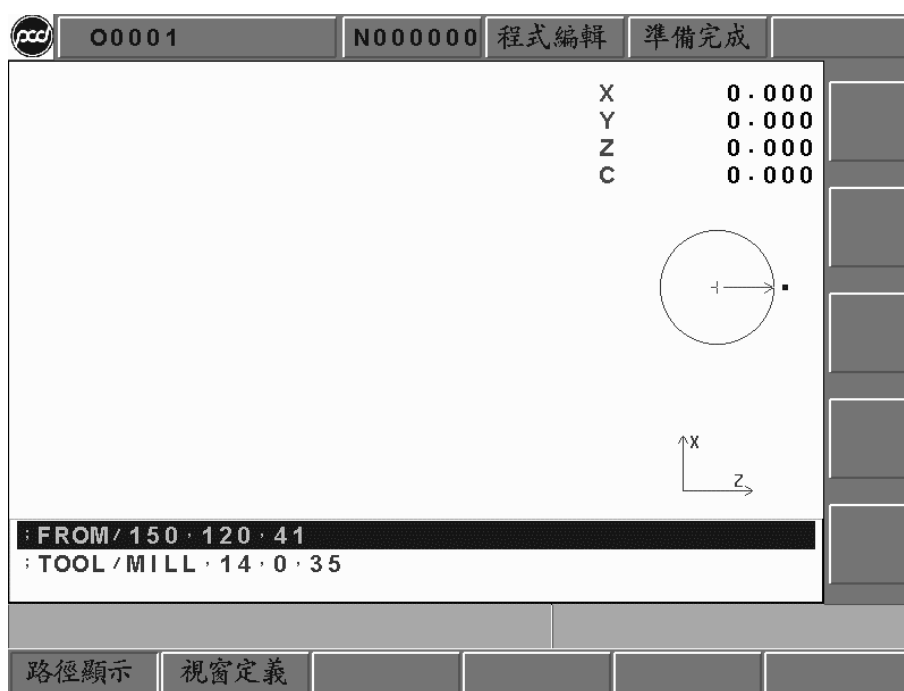 pcd O0001 N000000 程式編輯 準備完成
X 0.000
Y 0.000
Z 0.000
C 0.000
X
Z
;FROM/150,120,41
;TOOL/MILL,14,0,35
路徑顯示 視窗定義